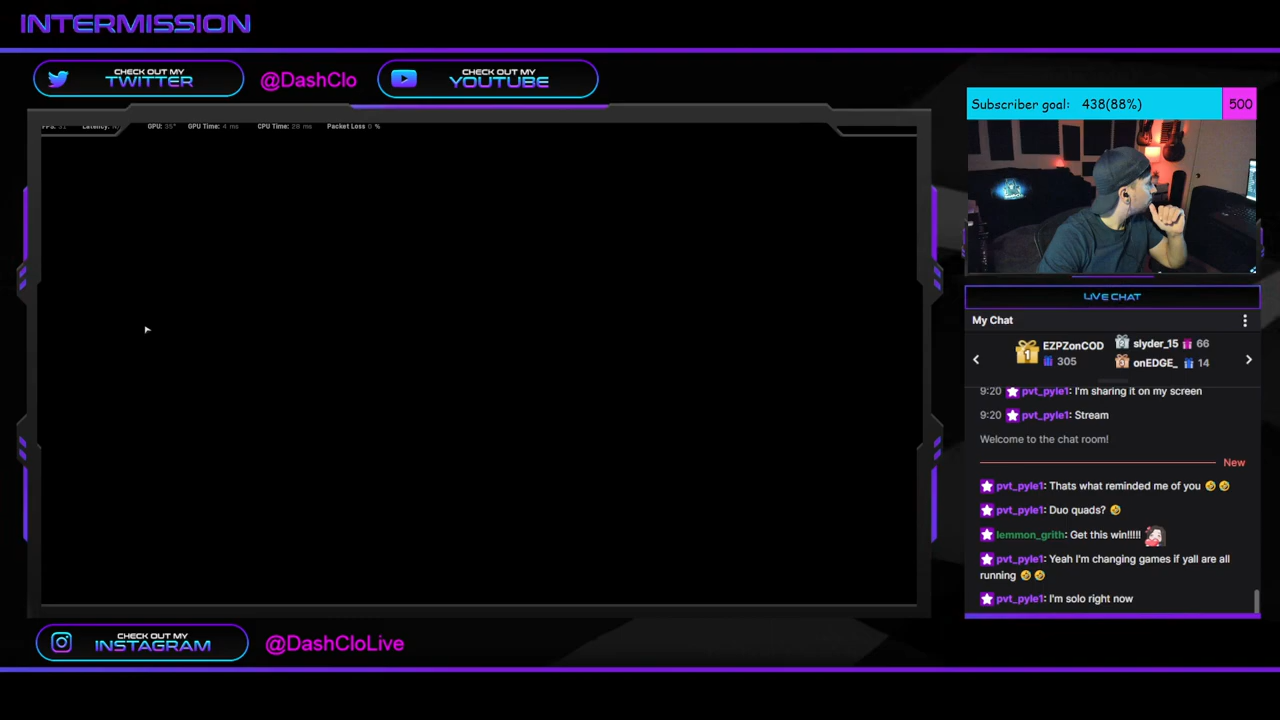 INTERMISSION
CHECK OUT MY
TWITTER
@DashClo
CHECK OUT MY
YOUTUBE
Subscriber goal: 438(88%) 500
GPU: 35° GPU Time: 4 ms CPU Time: 28 ms Packet Loss 0 %
LIVE CHAT
My Chat
EZPZonCOD
305
slyder_15 66
onEDGE_ 14
9:20 pvt_pyle1: I'm sharing it on my screen
9:20 pvt_pyle1: Stream
Welcome to the chat room!
New
pvt_pyle1: Thats what reminded me of you 🤣 🤣
pvt_pyle1: Duo quads? 🤣
lemmon_grith: Get this win!!!!!
pvt_pyle1: Yeah I'm changing games if yall are all
running 🤣 🤣
pvt_pyle1: I'm solo right now
CHECK OUT MY
INSTAGRAM
@DashCloLive